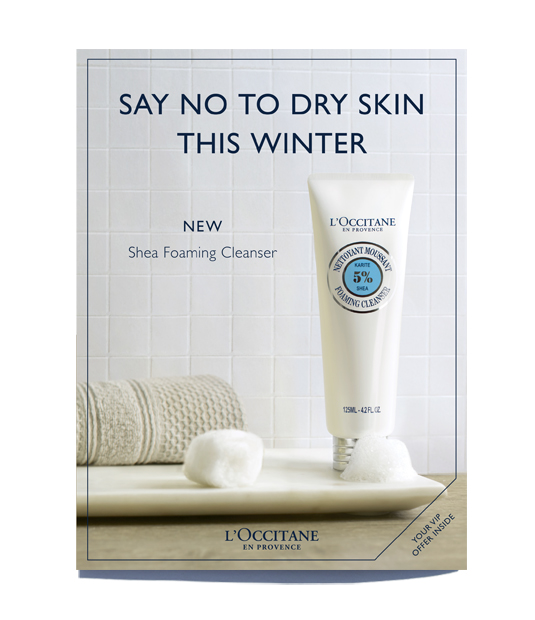 SAY NO TO DRY SKIN
THIS WINTER
NEW
Shea Foaming Cleanser
L'OCCITANE
EN PROVENCE
NETTOYANT MOUSSANT
KARITÉ
5%
SHEA
FOAMING CLEANSER
125ML - 4.2 FL.OZ.
L'OCCITANE
EN PROVENCE
YOUR VIP
OFFER INSIDE